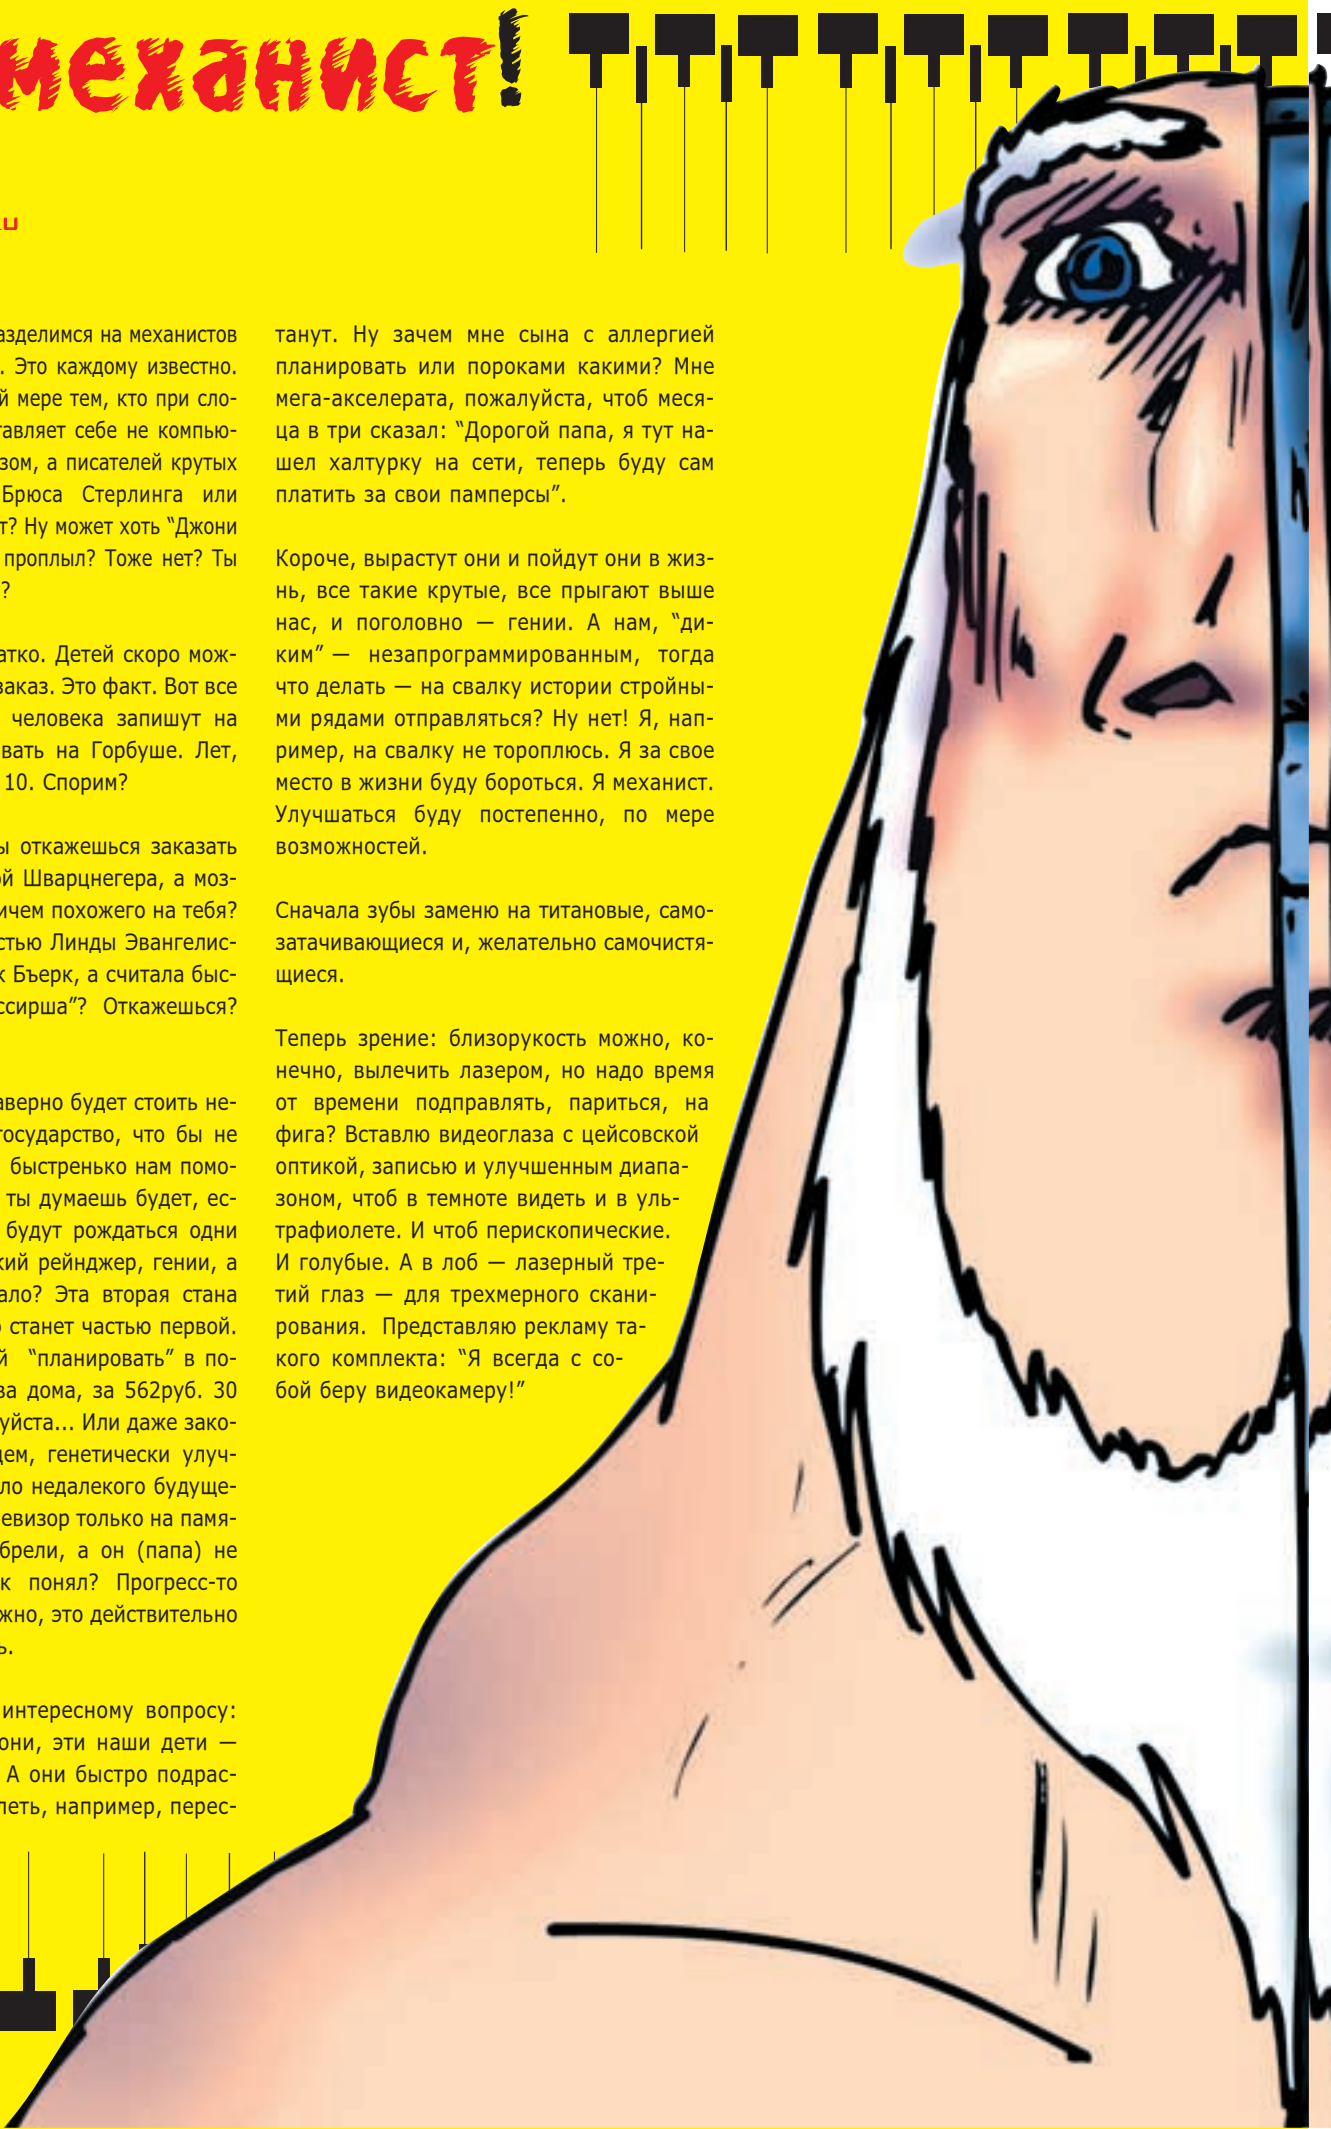 механист!
азделимся на механистов
. Это каждому известно.
й мере тем, кто при сло-
тавляет себе не компью-
зом, а писателей крутых
Брюса Стерлинга или
т? Ну может хоть “Джони
проплыл? Тоже нет? Ты
?
атко. Детей скоро мож-
заказ. Это факт. Вот все
человека запишут на
вать на Горбуше. Лет,
10. Спорим?
ы откажешься заказать
ой Шварцнегера, а моз-
ичем похожего на тебя?
стью Линды Эвангелис-
к Бъерк, а считала быс-
ссирша”? Откажешься?
аверно будет стоить не-
государство, что бы не
быстренько нам помо-
ты думаешь будет, ес-
будут рождаться одни
кий рейнджер, гении, а
ало? Эта вторая стана
о станет частью первой.
й “планировать” в по-
ва дома, за 562руб. 30
уйста... Или даже зако-
щем, генетически улуч-
ло недалекого будуще-
евизор только на памя-
брели, а он (папа) не
к понял? Прогресс-то
жно, это действительно
ь.
интересному вопросу:
они, эти наши дети —
А они быстро подрас-
петь, например, перес-
танут. Ну зачем мне сына с аллергией
планировать или пороками какими? Мне
мега-акселерата, пожалуйста, чтоб меся-
ца в три сказал: “Дорогой папа, я тут на-
шел халтурку на сети, теперь буду сам
платить за свои памперсы”.
Короче, вырастут они и пойдут они в жиз-
нь, все такие крутые, все прыгают выше
нас, и поголовно — гении. А нам, “ди-
ким” — незапрограммированным, тогда
что делать — на свалку истории стройны-
ми рядами отправляться? Ну нет! Я, нап-
ример, на свалку не тороплюсь. Я за свое
место в жизни буду бороться. Я механист.
Улучшаться буду постепенно, по мере
возможностей.
Сначала зубы заменю на титановые, само-
затачивающиеся и, желательно самочистя-
щиеся.
Теперь зрение: близорукость можно, ко-
нечно, вылечить лазером, но надо время
от времени подправлять, париться, на
фига? Вставлю видеоглаза с цейсовской
оптикой, записью и улучшенным диапа-
зоном, чтоб в темноте видеть и в уль-
трафиолете. И чтоб перископические.
И голубые. А в лоб — лазерный тре-
тий глаз — для трехмерного скани-
рования. Представляю рекламу та-
кого комплекта: “Я всегда с со-
бой беру видеокамеру!”